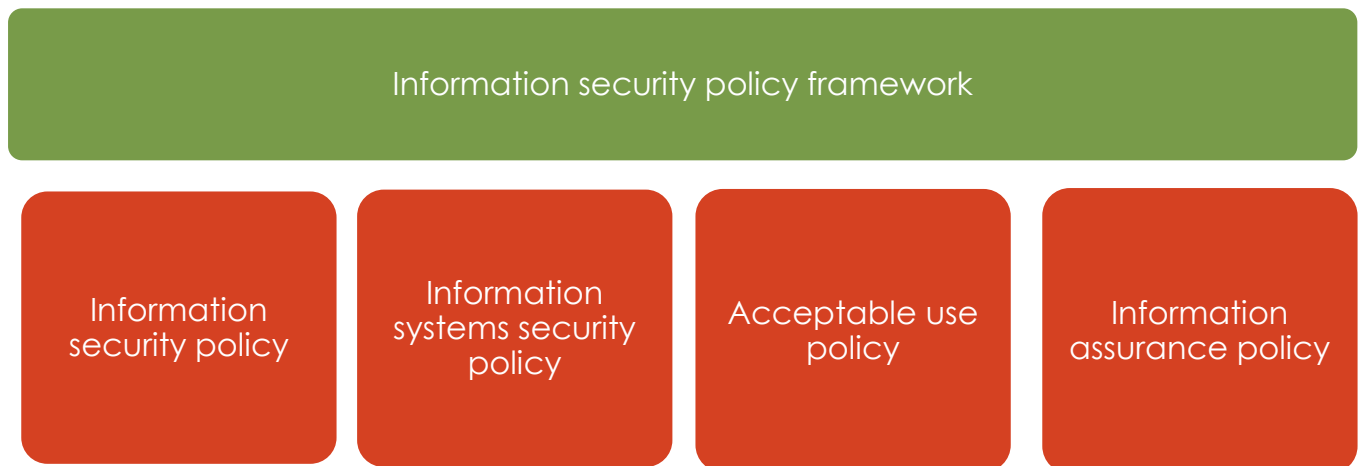 Information security policy framework
Information
security policy
Information
systems security
policy
Acceptable use
policy
Information
assurance policy